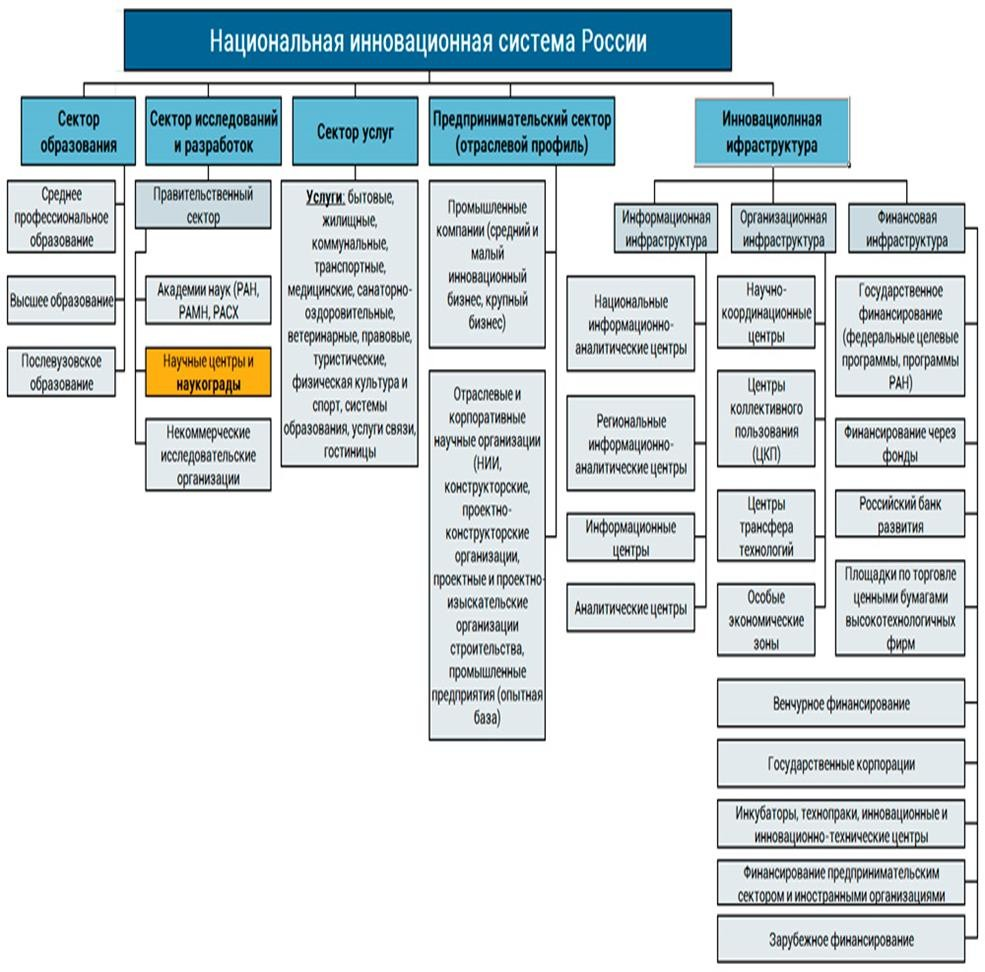 Национальная инновационная система России
Сектор
образования
Сектор исследований
и разработок
Сектор услуг
Предпринимательский сектор
(отраслевой профиль)
Инновациолнная
ифраструктура
Среднее
профессиональное
образование
Высшее образование
Послевузовское
образование
Правительственный
сектор
Академии наук (РАН,
РАМН, РАСХ
Научные центры и
наукограды
Некоммерческие
исследовательские
организации
Услуги: бытовые,
жилищные,
коммунальные,
транспортные,
медицинские, санаторно-
оздоровительные,
ветеринарные, правовые,
туристические,
физическая культура и
спорт, системы
образования, услуги связи,
гостиницы
Промышленные
компании (средний и
малый
инновационный
бизнес, крупный
бизнес)
Отраслевые и
корпоративные
научные организации
(НИИ,
конструкторские,
проектно-
конструкторские
организации,
проектные и проектно-
изыскательские
организации
строительства,
промышленные
предприятия (опытная
база)
Информационная
инфраструктура
Национальные
информационно-
аналитические центры
Региональные
информационно-
аналитические центры
Информационные
центры
Аналитические центры
Организационная
инфраструктура
Научно-
координационные
центры
Центры
коллективного
пользования
(ЦКП)
Центры
трансфера
технологий
Особые
экономические
зоны
Финансовая
инфраструктура
Государственное
финансирование
(федеральные целевые
программы, программы
РАН)
Финансирование через
фонды
Российский банк
развития
Площадки по торговле
ценными бумагами
высокотехнологичных
фирм
Венчурное финансирование
Государственные корпорации
Инкубаторы, технопраки, инновационные и
инновационно-технические центры
Финансирование предпринимательским
сектором и иностранными организациями
Зарубежное финансирование